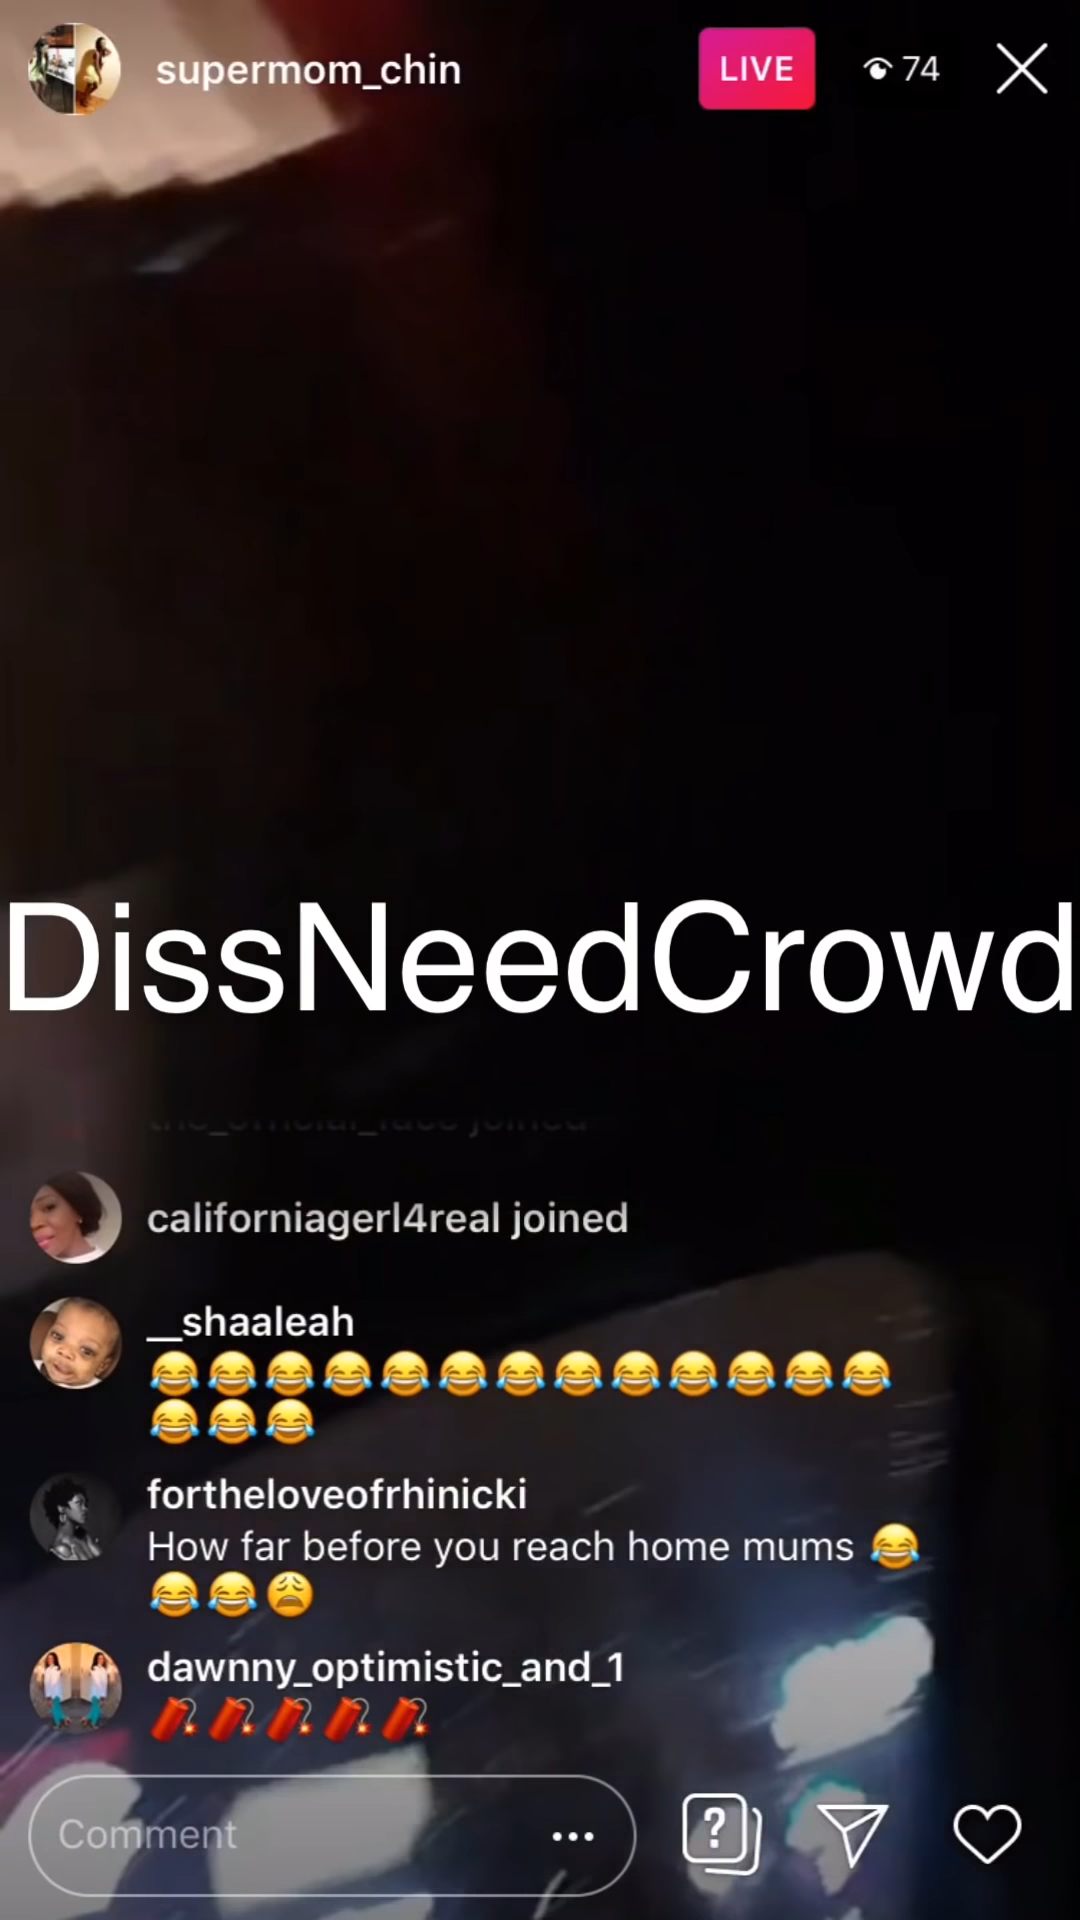 supermom_chin
LIVE
74
DissNeedCrowd
californiagerl4real joined
__shaaleah
😂😂😂😂😂😂😂😂😂😂😂😂😂
😂😂😂
fortheloveofrhinicki
How far before you reach home mums 😂
😂😂😩
dawnny_optimistic_and_1
🧨🧨🧨🧨🧨
Comment